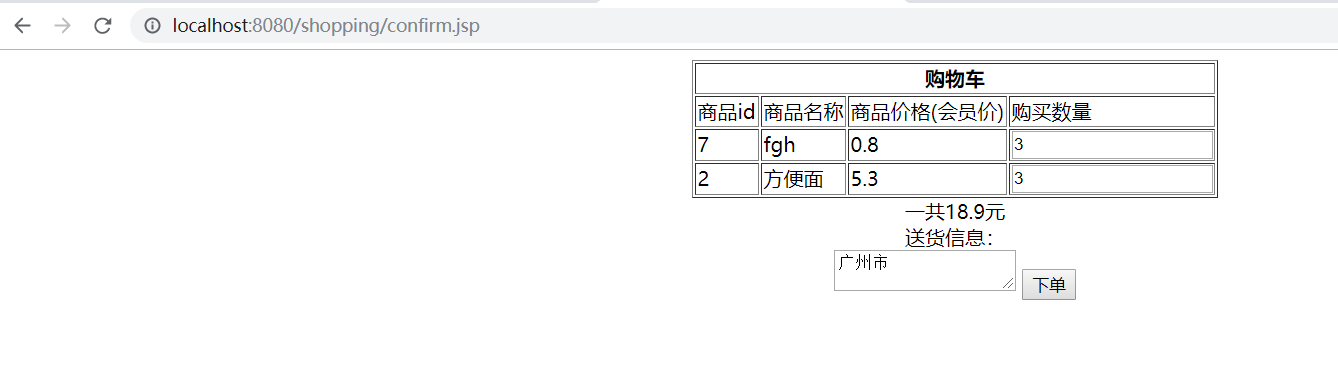 localhost:8080/shopping/confirm.jsp
购物车
商品id 商品名称 商品价格(会员价) 购买数量
7 fgh 0.8 3
2 方便面 5.3 3
一共18.9元
送货信息：
广州市
下单